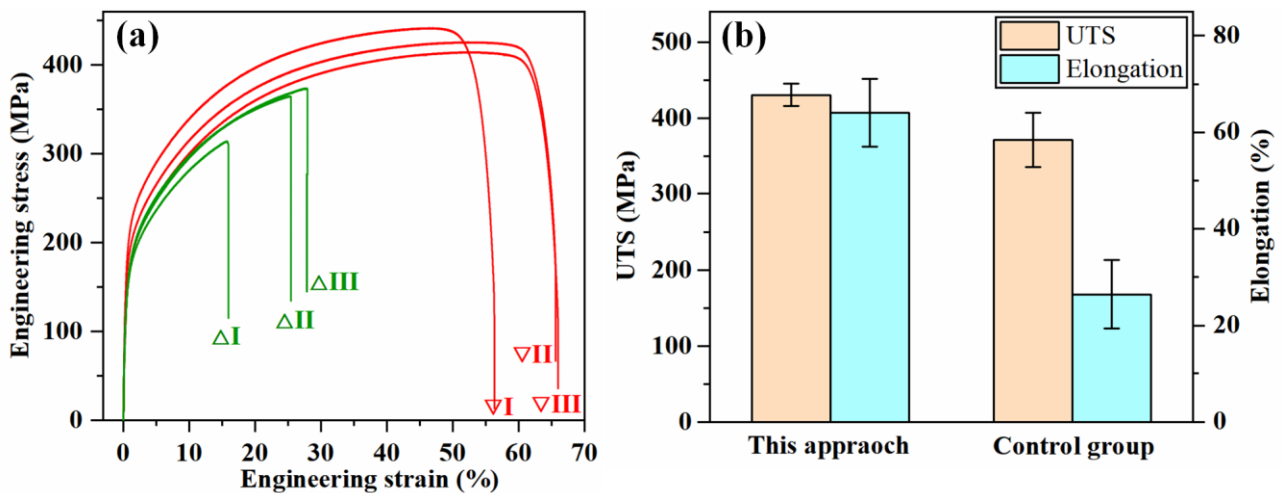 (a)
Engineering stress (MPa)
400
300
200
100
0
△I
△II
△III
▽I
▽II
▽III
0 10 20 30 40 50 60 70
Engineering strain (%)
(b)
UTS
Elongation
UTS (MPa)
500
400
300
200
100
0
80
60
40
20
0
Elongation (%)
This appraoch Control group